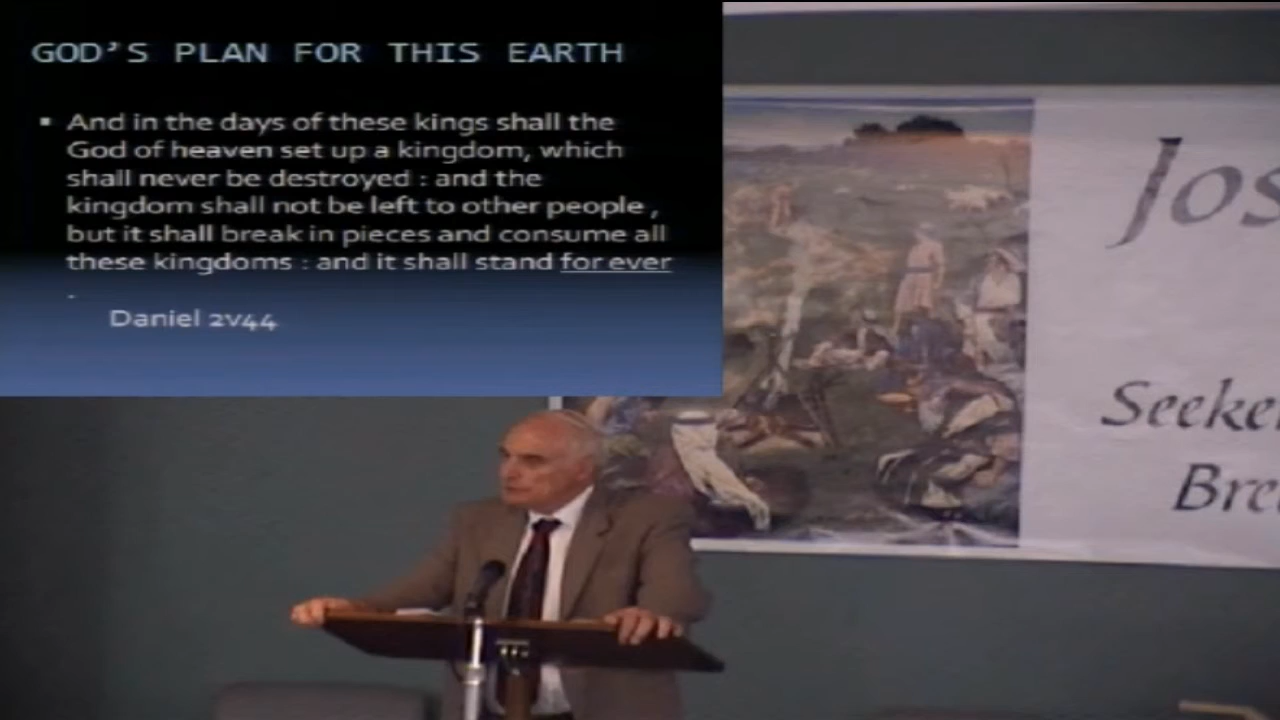 GOD'S PLAN FOR THIS EARTH
▪ And in the days of these kings shall the
God of heaven set up a kingdom, which
shall never be destroyed : and the
kingdom shall not be left to other people ,
but it shall break in pieces and consume all
these kingdoms : and it shall stand for ever
.
Daniel 2v44
Jos
Seeke
Bre